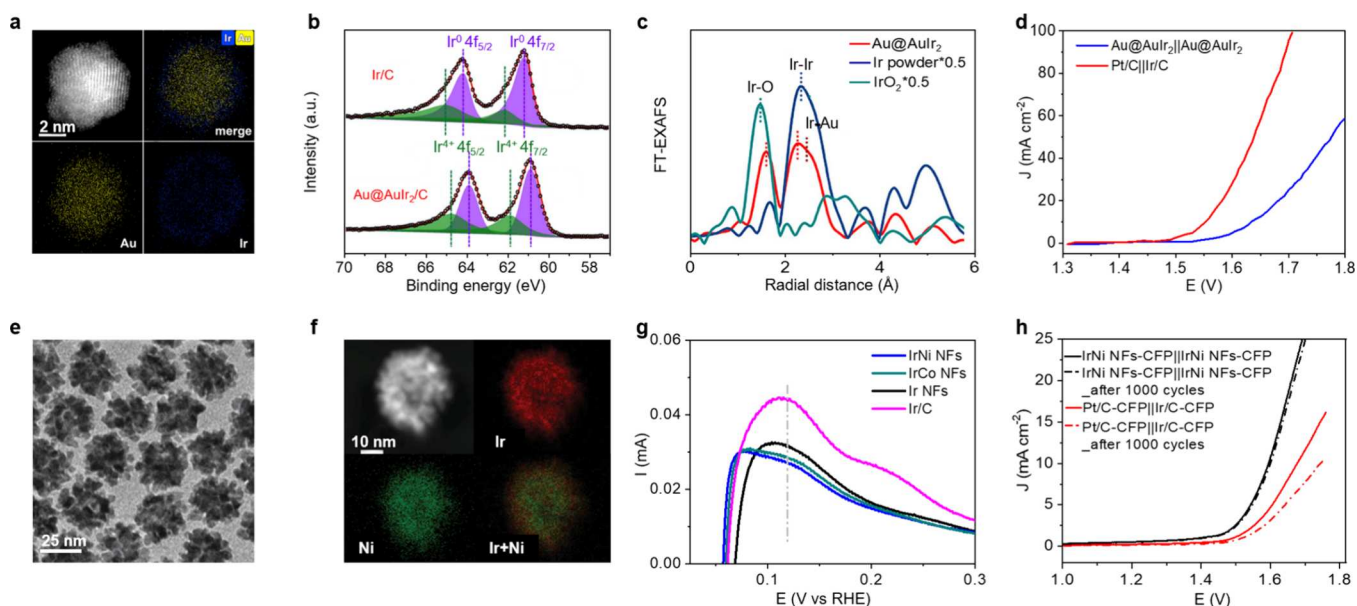 a
Ir Au
2 nm
merge
Au
Ir
b
Ir⁰ 4f5/2
Ir⁰ 4f7/2
Ir/C
Ir⁴⁺ 4f5/2
Ir⁴⁺ 4f7/2
Au@AuIr₂/C
Intensity (a.u.)
70 65 60
Binding energy (eV)
c
Au@AuIr₂
Ir powder*0.5
IrO₂*0.5
Ir-Ir
Ir-O
Ir-Au
FT-EXAFS
0 2 4 6
Radial distance (Å)
d
Au@AuIr₂||Au@AuIr₂
Pt/C||Ir/C
J (mA cm⁻²)
100
80
60
40
20
0
1.3 1.4 1.5 1.6 1.7 1.8
E (V)
e
25 nm
f
10 nm
Ir
Ni
Ir+Ni
g
IrNi NFs
IrCo NFs
Ir NFs
Ir/C
I (mA)
0.06
0.04
0.02
0.00
0.1 0.2 0.3
E (V vs RHE)
h
IrNi NFs-CFP||IrNi NFs-CFP
IrNi NFs-CFP||IrNi NFs-CFP
_after 1000 cycles
Pt/C-CFP||Ir/C-CFP
Pt/C-CFP||Ir/C-CFP
_after 1000 cycles
J (mA cm⁻²)
25
20
15
10
5
0
1.0 1.2 1.4 1.6 1.8
E (V)